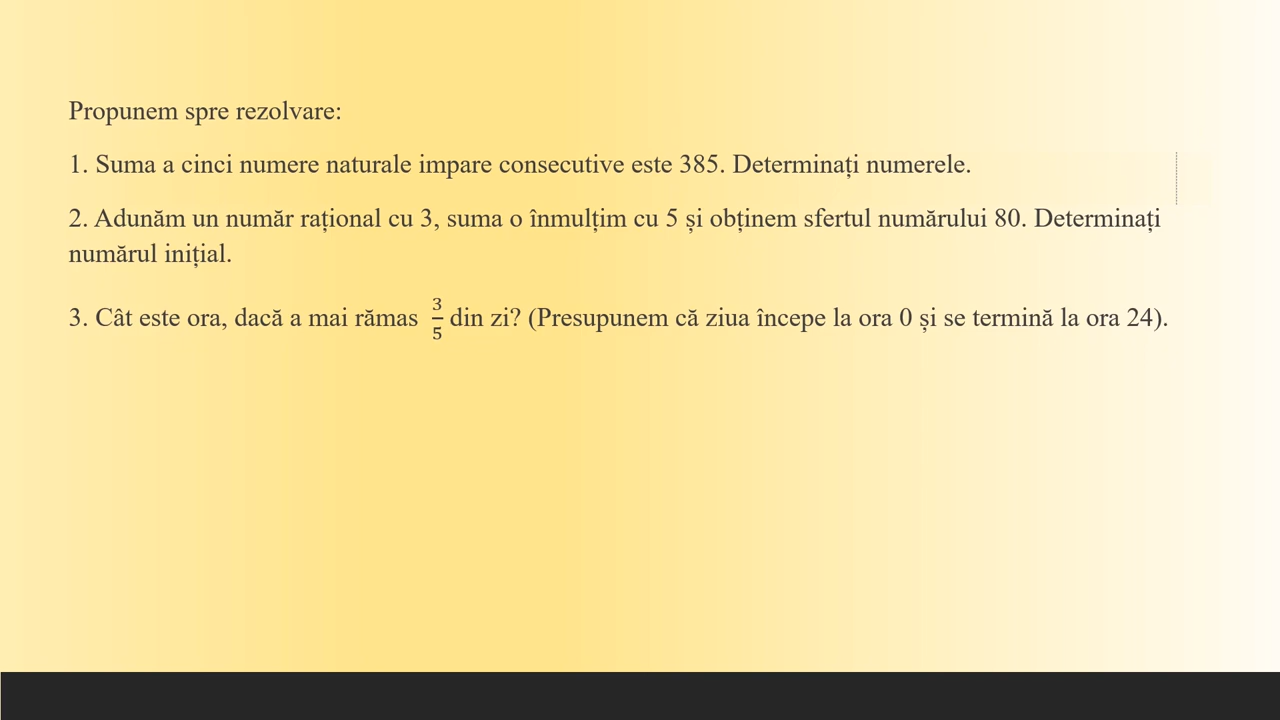 Propunem spre rezolvare:
1. Suma a cinci numere naturale impare consecutive este 385. Determinați numerele.
2. Adunăm un număr rațional cu 3, suma o înmulțim cu 5 și obținem sfertul numărului 80. Determinați
numărul inițial.
3. Cât este ora, dacă a mai rămas 3/5 din zi? (Presupunem că ziua începe la ora 0 și se termină la ora 24).